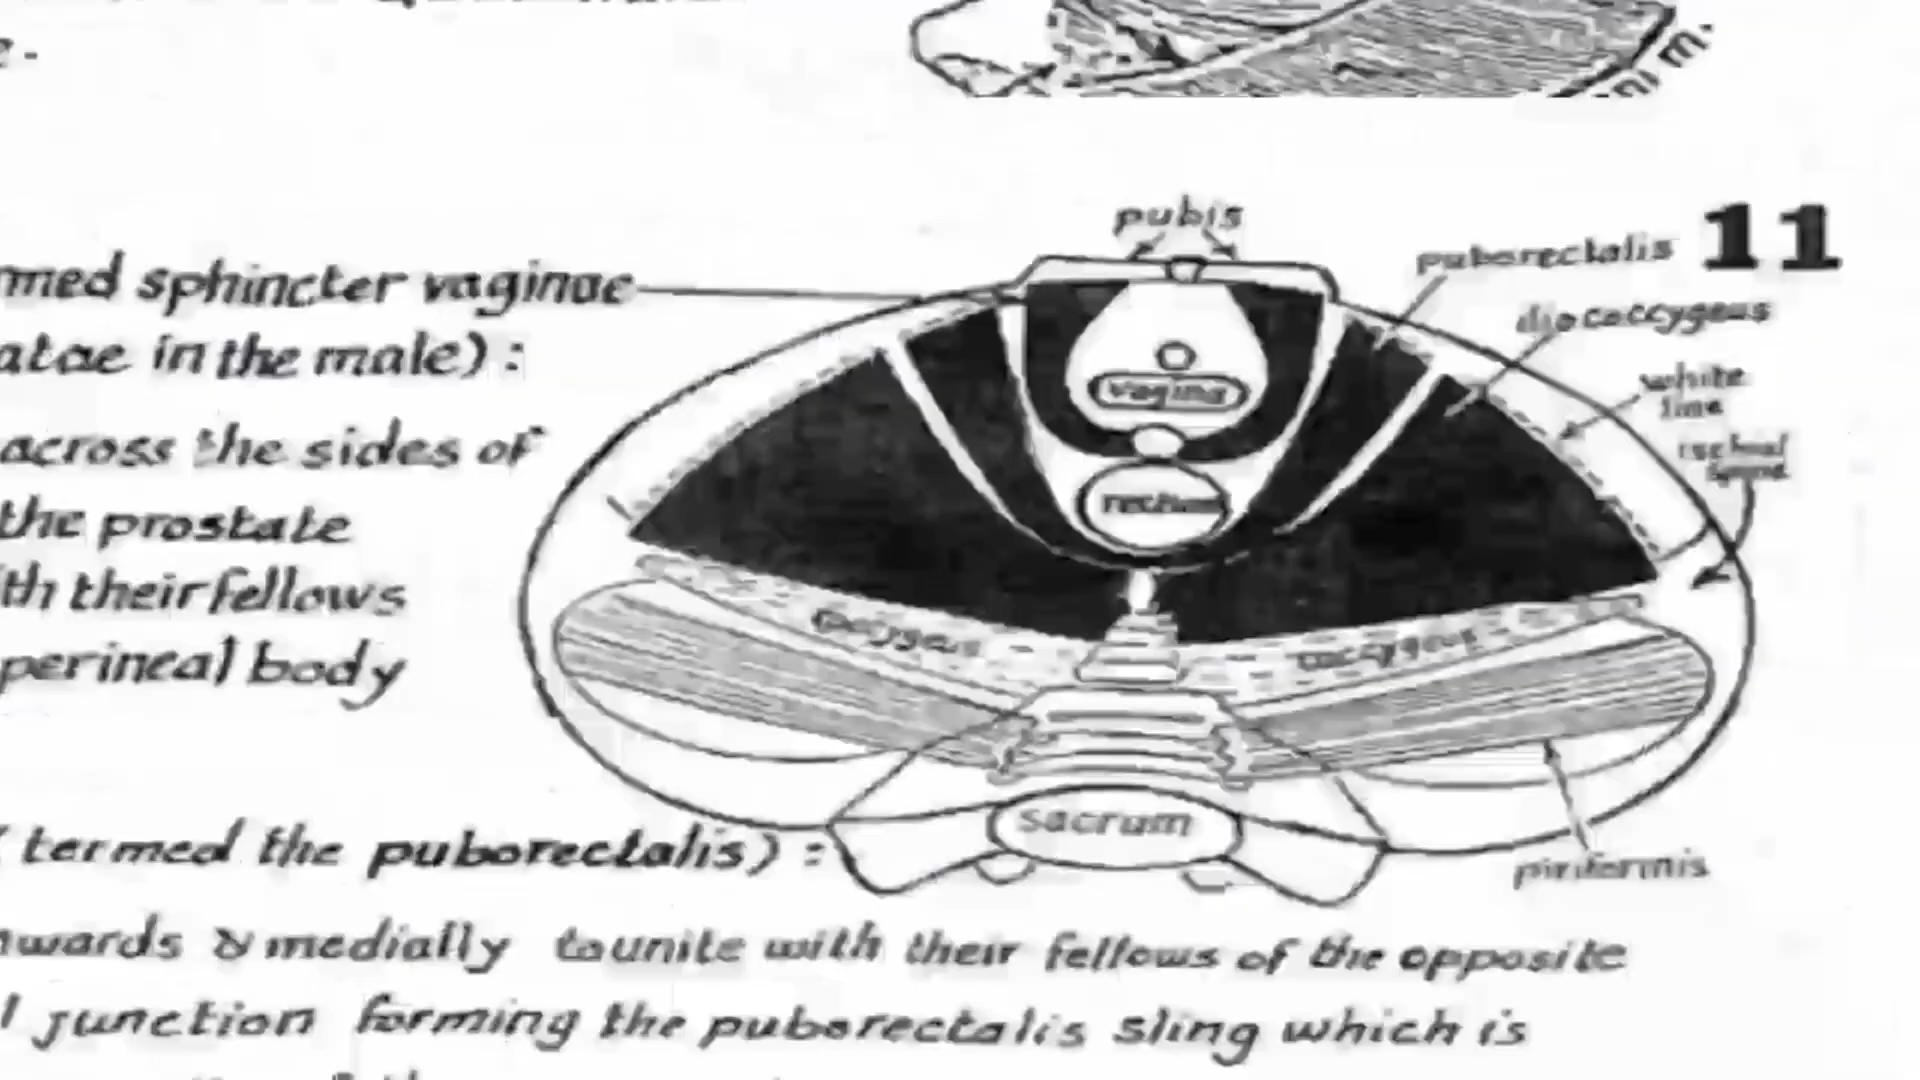 pubis
puborectalis
11
med sphincter vaginae
iliococcygeus
atae in the male) :
white
line
across the sides of
ischial
spine
vagina
the prostate
rectum
th their fellows
perineal body
coccygeus
coccygeus
sacrum
(termed the puborectalis) :
piriformis
nwards & medially to unite with their fellows of the opposite
l junction forming the puborectalis sling which is